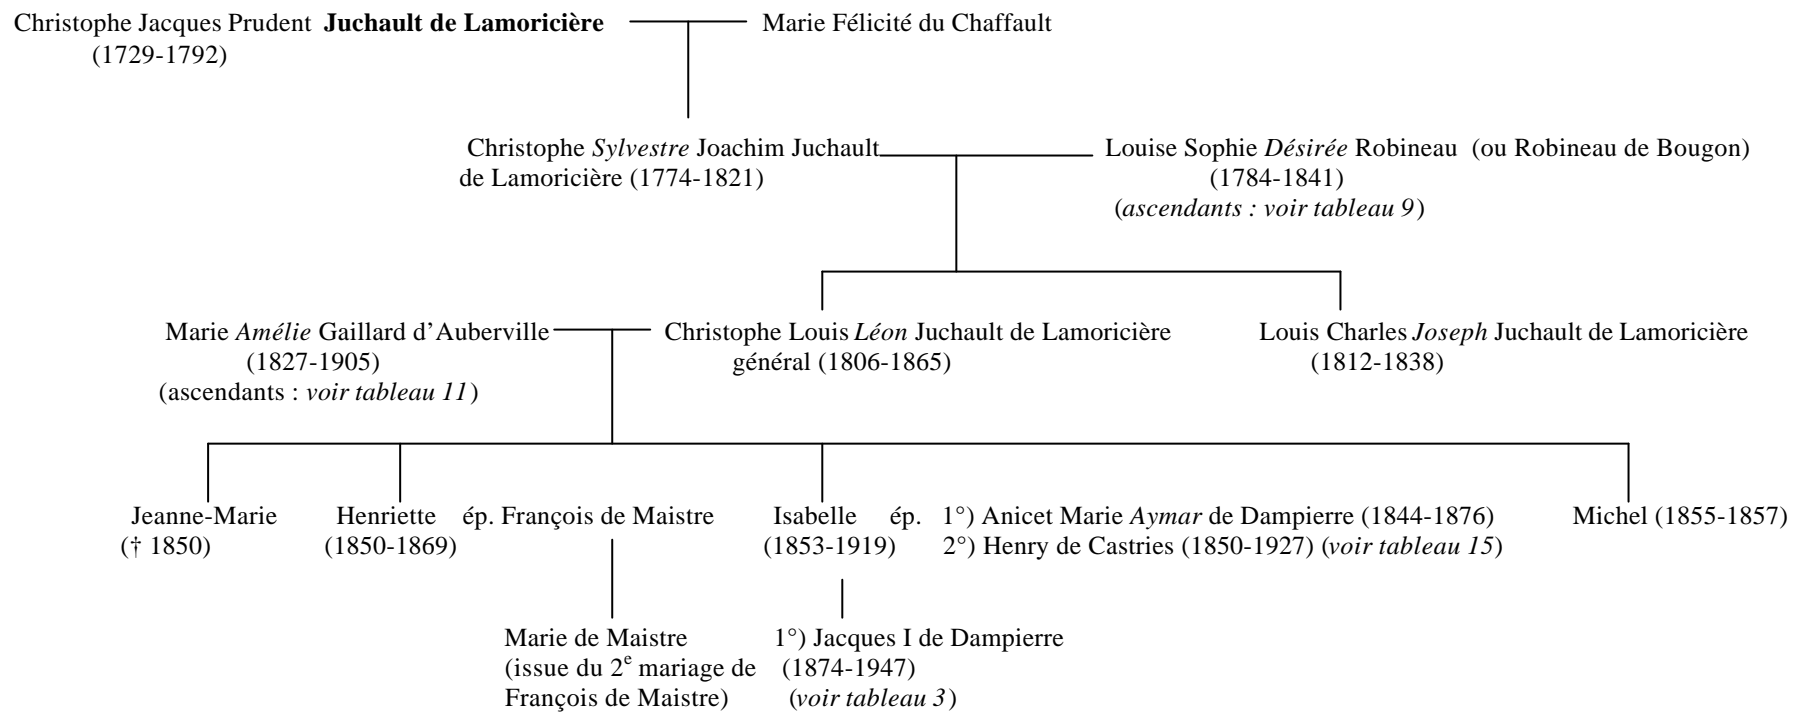 Christophe Jacques Prudent Juchault de Lamoricière
(1729-1792)
Marie Félicité du Chaffault
Christophe Sylvestre Joachim Juchault
de Lamoricière (1774-1821)
Louise Sophie Désirée Robineau (ou Robineau de Bougon)
(1784-1841)
(ascendants : voir tableau 9)
Marie Amélie Gaillard d’Auberville
(1827-1905)
(ascendants : voir tableau 11)
Christophe Louis Léon Juchault de Lamoricière
général (1806-1865)
Louis Charles Joseph Juchault de Lamoricière
(1812-1838)
Jeanne-Marie
(† 1850)
Henriette ép. François de Maistre
(1850-1869)
Isabelle ép. 1°) Anicet Marie Aymar de Dampierre (1844-1876)
(1853-1919) 2°) Henry de Castries (1850-1927) (voir tableau 15)
Michel (1855-1857)
Marie de Maistre
(issue du 2e mariage de
François de Maistre)
1°) Jacques I de Dampierre
(1874-1947)
(voir tableau 3)